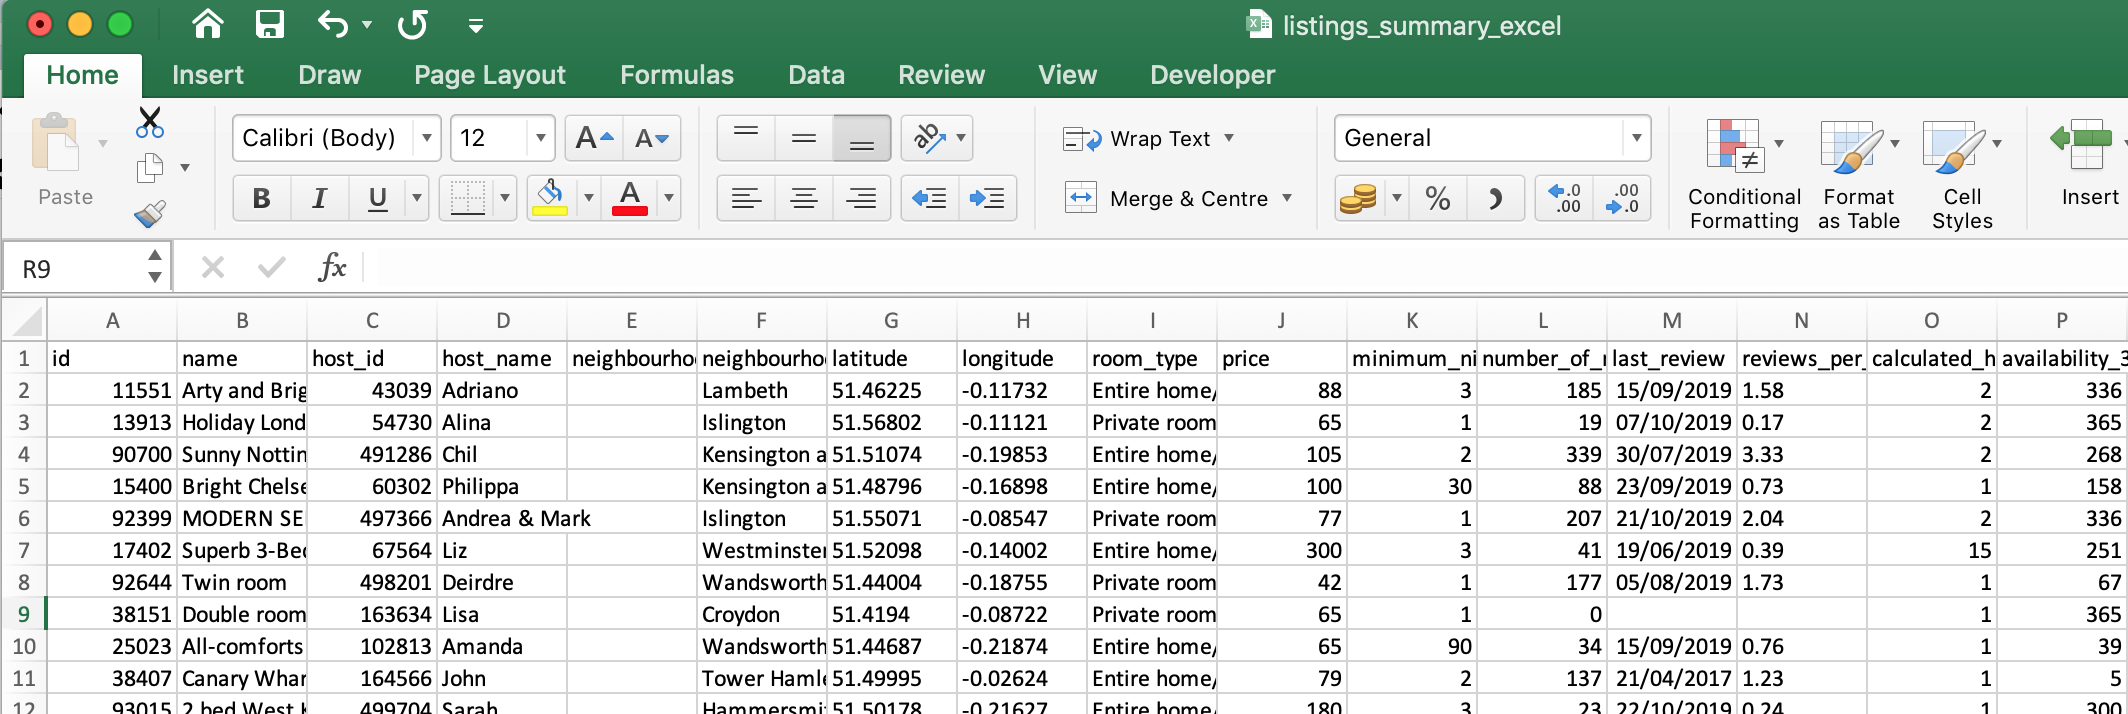 listings_summary_excel
Home Insert Draw Page Layout Formulas Data Review View Developer
Calibri (Body) 12 A A ab Wrap Text General
Paste B I U A Merge & Centre % .0 .00 .00 .0 Conditional Formatting Format as Table Cell Styles Insert
R9 fx
A B C D E F G H I J K L M N O P
1 id name host_id host_name neighbourho neighbourho latitude longitude room_type price minimum_ni number_of_ last_review reviews_per_ calculated_h availability_3
2 11551 Arty and Brig 43039 Adriano Lambeth 51.46225 -0.11732 Entire home/ 88 3 185 15/09/2019 1.58 2 336
3 13913 Holiday Lond 54730 Alina Islington 51.56802 -0.11121 Private room 65 1 19 07/10/2019 0.17 2 365
4 90700 Sunny Nottin 491286 Chil Kensington a 51.51074 -0.19853 Entire home/ 105 2 339 30/07/2019 3.33 2 268
5 15400 Bright Chelse 60302 Philippa Kensington a 51.48796 -0.16898 Entire home/ 100 30 88 23/09/2019 0.73 1 158
6 92399 MODERN SE 497366 Andrea & Mark Islington 51.55071 -0.08547 Private room 77 1 207 21/10/2019 2.04 2 336
7 17402 Superb 3-Bed 67564 Liz Westminster 51.52098 -0.14002 Entire home/ 300 3 41 19/06/2019 0.39 15 251
8 92644 Twin room 498201 Deirdre Wandsworth 51.44004 -0.18755 Private room 42 1 177 05/08/2019 1.73 1 67
9 38151 Double room 163634 Lisa Croydon 51.4194 -0.08722 Private room 65 1 0 1 365
10 25023 All-comforts 102813 Amanda Wandsworth 51.44687 -0.21874 Entire home/ 65 90 34 15/09/2019 0.76 1 39
11 38407 Canary Whar 164566 John Tower Hamle 51.49995 -0.02624 Entire home/ 79 2 137 21/04/2017 1.23 1 5
12 93015 2 bed West K 499704 Sarah Hammersmi 51.50178 -0.21627 Entire home/ 180 3 23 22/10/2019 0.24 1 300